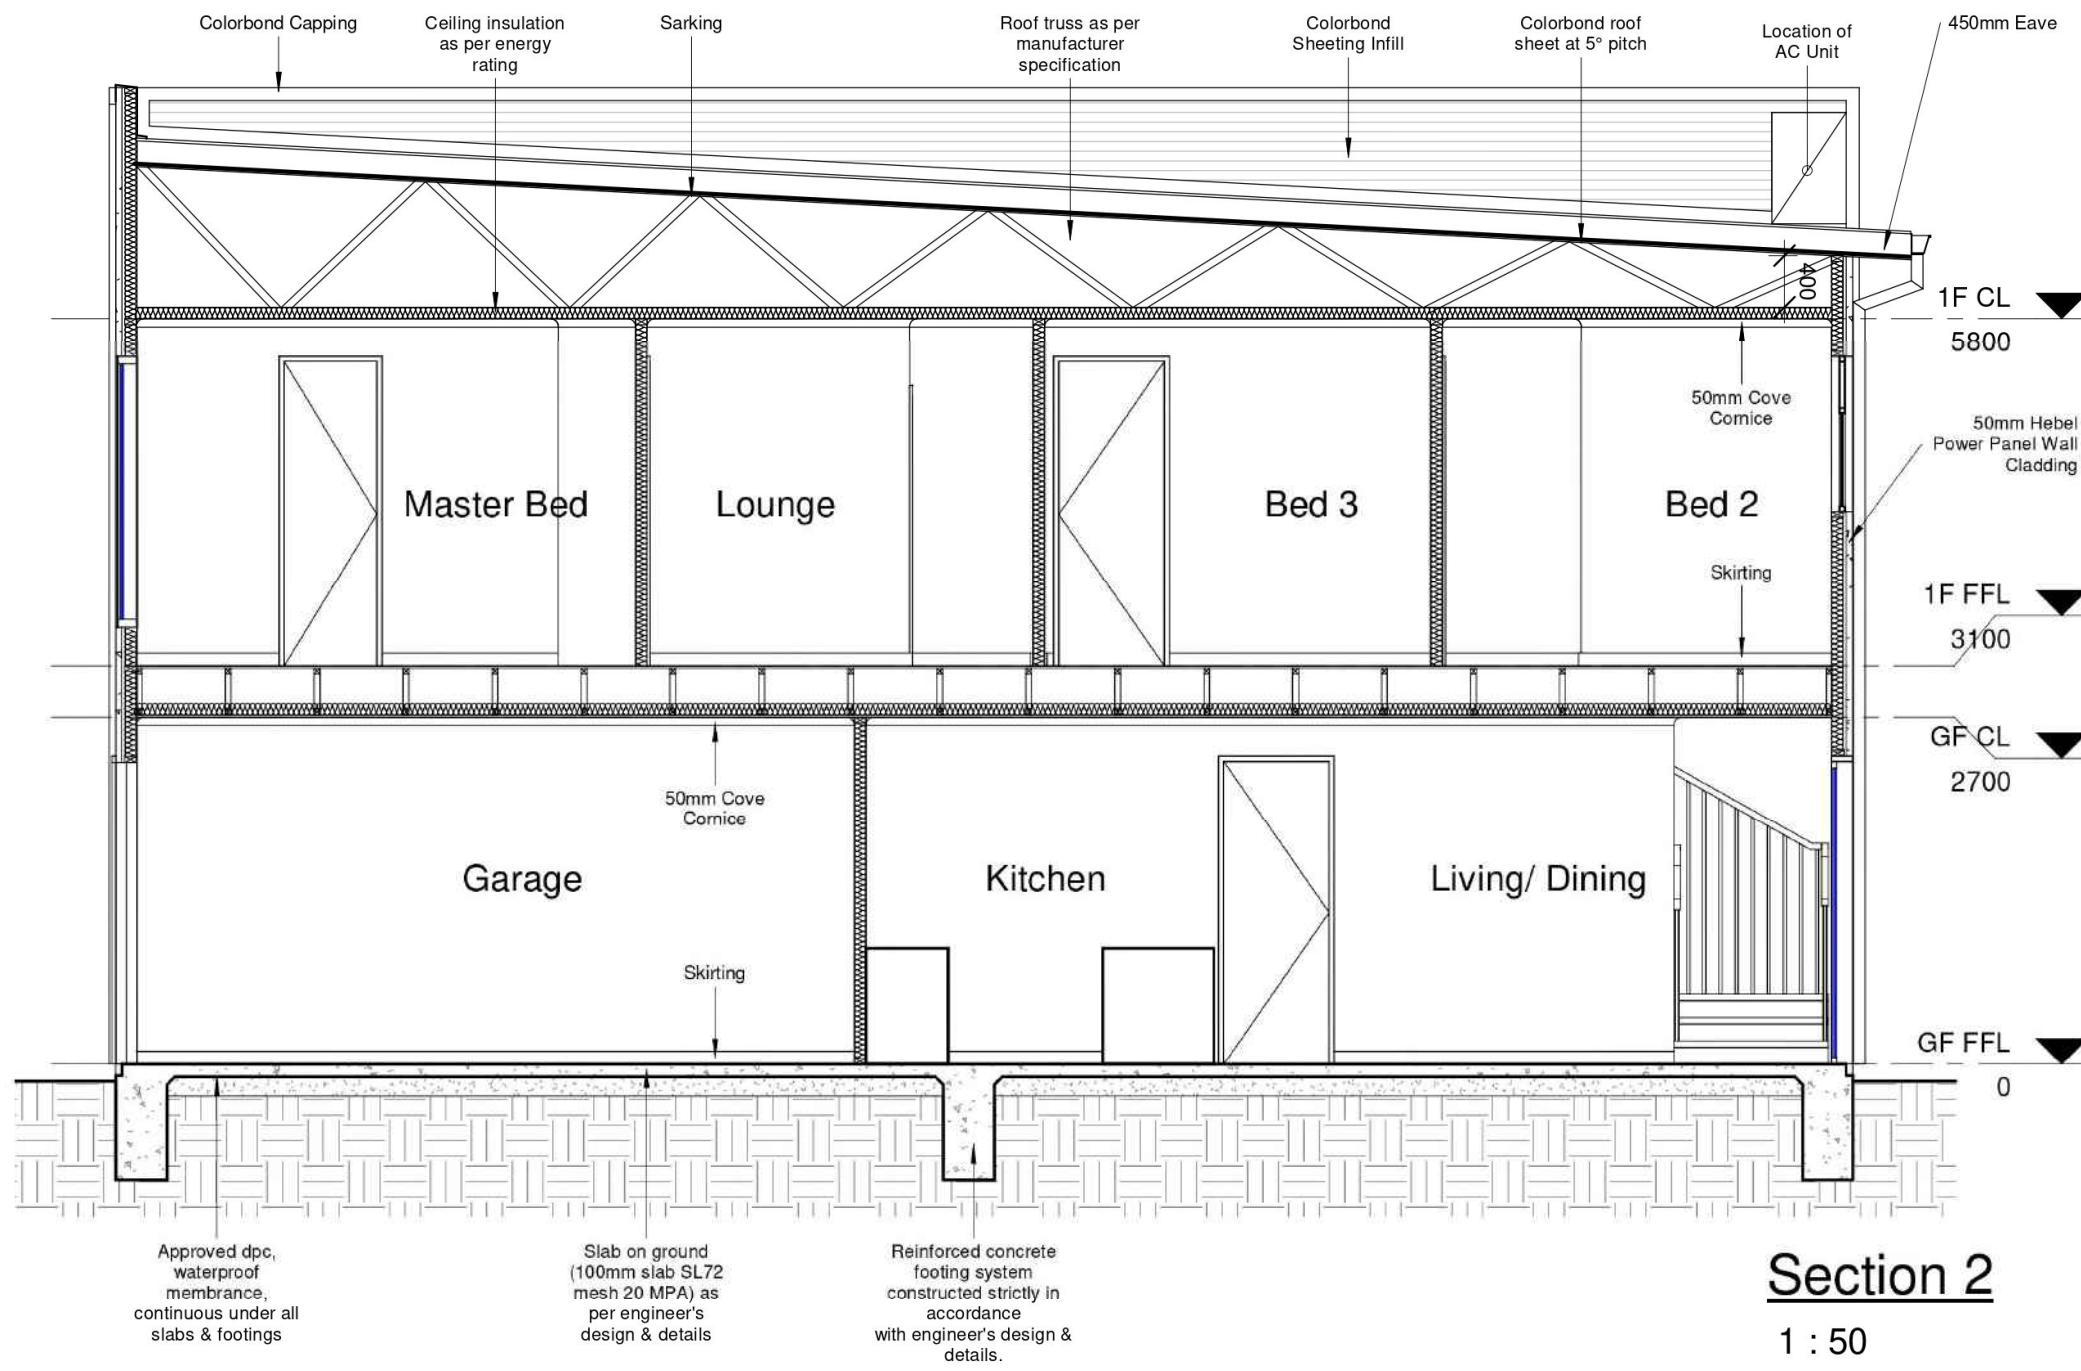 Colorbond Capping
Ceiling insulation
as per energy
rating
Sarking
Roof truss as per
manufacturer
specification
Colorbond
Sheeting Infill
Colorbond roof
sheet at 5° pitch
Location of
AC Unit
450mm Eave
400
1F CL
5800
50mm Cove
Cornice
50mm Hebel
Power Panel Wall
Cladding
Master Bed
Lounge
Bed 3
Bed 2
Skirting
1F FFL
3100
GF CL
2700
50mm Cove
Cornice
Garage
Kitchen
Living/ Dining
Skirting
GF FFL
0
Approved dpc,
waterproof
membrance,
continuous under all
slabs & footings
Slab on ground
(100mm slab SL72
mesh 20 MPA) as
per engineer's
design & details
Reinforced concrete
footing system
constructed strictly in
accordance
with engineer's design &
details.
Section 2
1 : 50